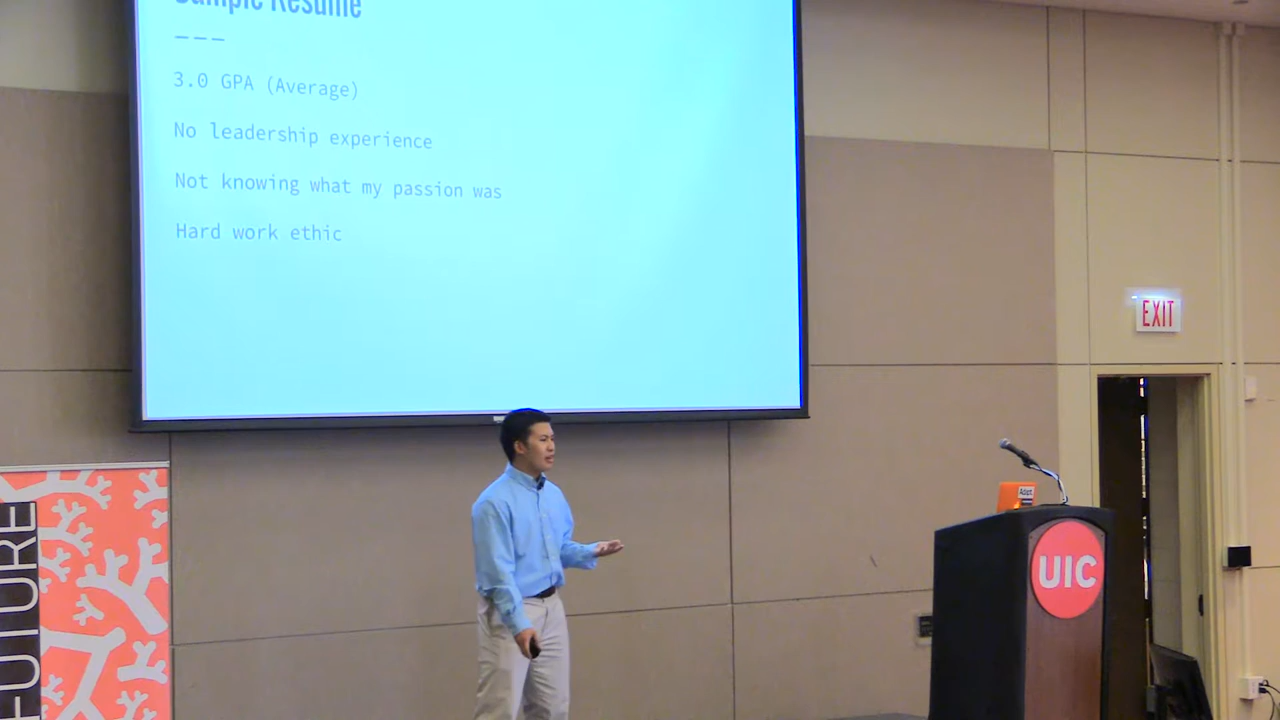 Sample Resume
———
3.0 GPA (Average)
No leadership experience
Not knowing what my passion was
Hard work ethic
EXIT
Adept
UIC
FUTURE